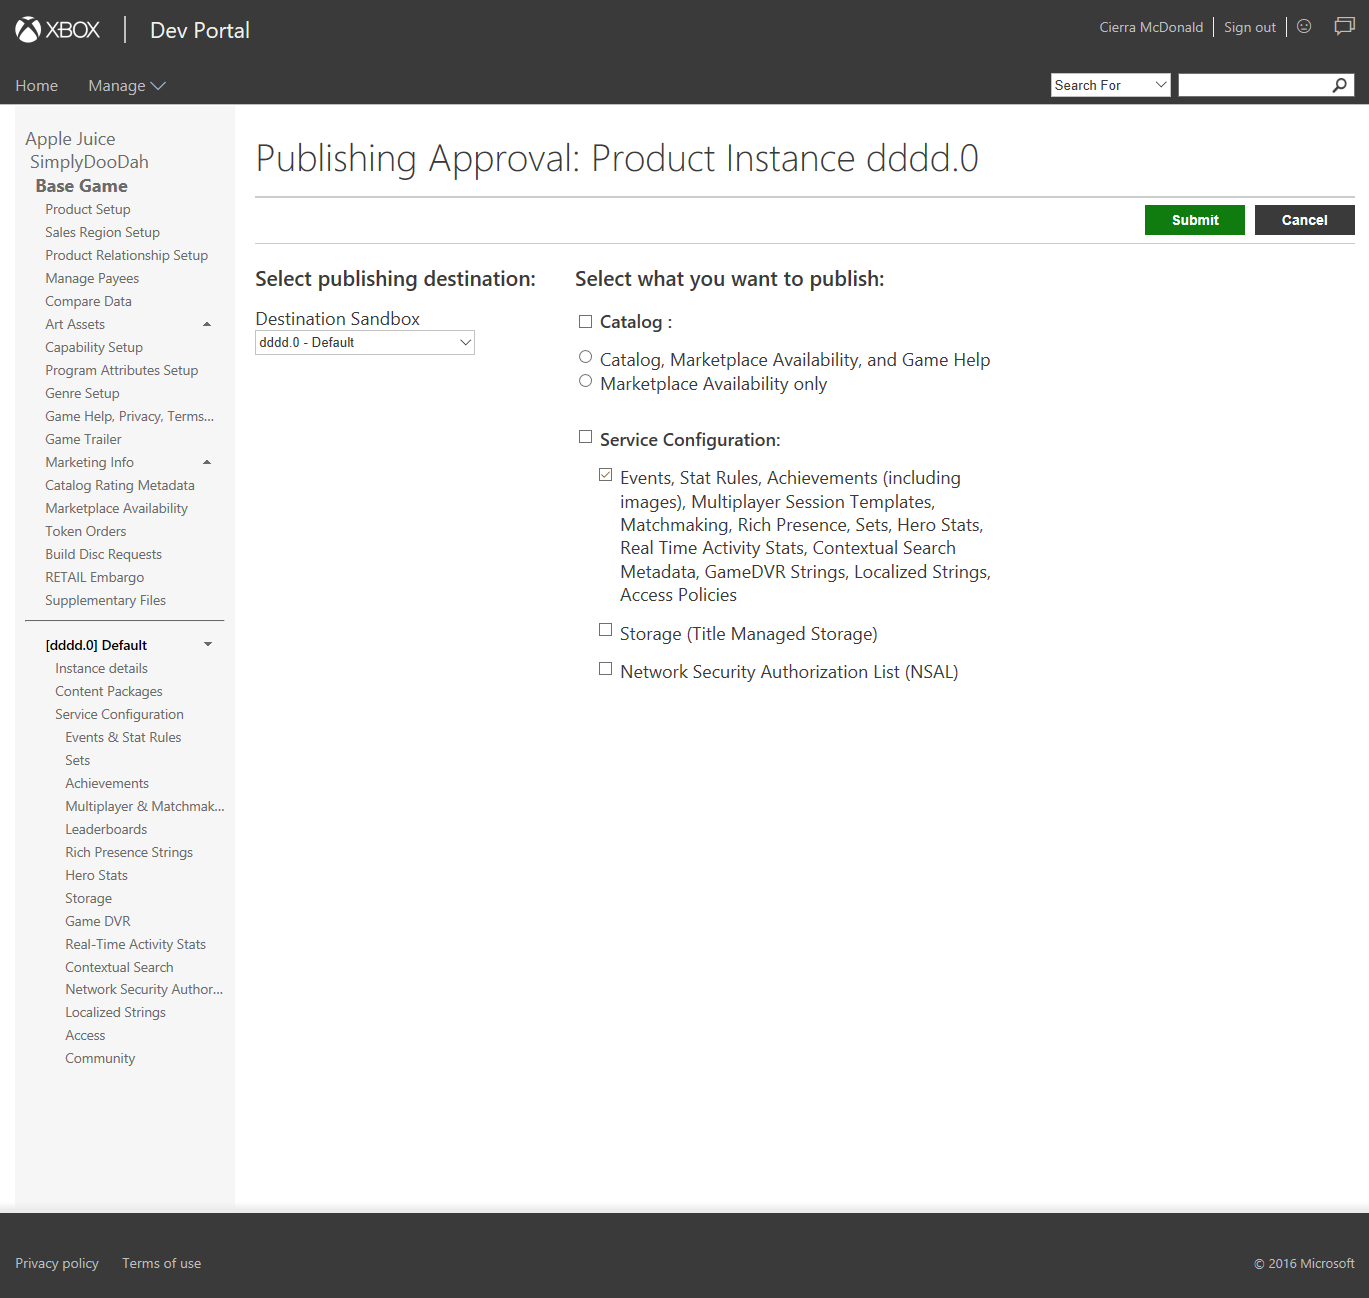 XBOX
Dev Portal
Cierra McDonald
Sign out
Home
Manage
Search For
Apple Juice
SimplyDooDah
Base Game
Product Setup
Sales Region Setup
Product Relationship Setup
Manage Payees
Compare Data
Art Assets
Capability Setup
Program Attributes Setup
Genre Setup
Game Help, Privacy, Terms...
Game Trailer
Marketing Info
Catalog Rating Metadata
Marketplace Availability
Token Orders
Build Disc Requests
RETAIL Embargo
Supplementary Files
[dddd.0] Default
Instance details
Content Packages
Service Configuration
Events & Stat Rules
Sets
Achievements
Multiplayer & Matchmak...
Leaderboards
Rich Presence Strings
Hero Stats
Storage
Game DVR
Real-Time Activity Stats
Contextual Search
Network Security Author...
Localized Strings
Access
Community
Publishing Approval: Product Instance dddd.0
Submit
Cancel
Select publishing destination:
Destination Sandbox
dddd.0 - Default
Select what you want to publish:
Catalog :
Catalog, Marketplace Availability, and Game Help
Marketplace Availability only
Service Configuration:
Events, Stat Rules, Achievements (including
images), Multiplayer Session Templates,
Matchmaking, Rich Presence, Sets, Hero Stats,
Real Time Activity Stats, Contextual Search
Metadata, GameDVR Strings, Localized Strings,
Access Policies
Storage (Title Managed Storage)
Network Security Authorization List (NSAL)
Privacy policy
Terms of use
© 2016 Microsoft